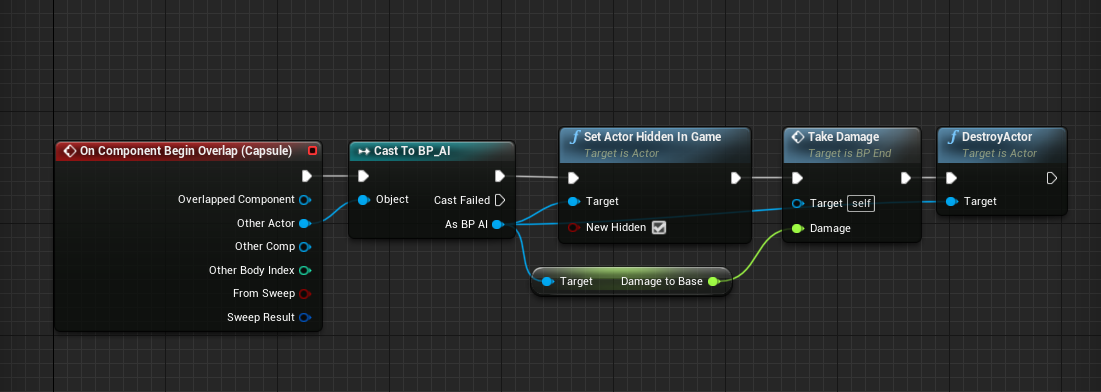 On Component Begin Overlap (Capsule)
Overlapped Component
Other Actor
Other Comp
Other Body Index
From Sweep
Sweep Result
Cast To BP_AI
Object
Cast Failed
As BP AI
Set Actor Hidden In Game
Target is Actor
Target
New Hidden
Target
Damage to Base
Take Damage
Target is BP End
Target self
Damage
DestroyActor
Target is Actor
Target